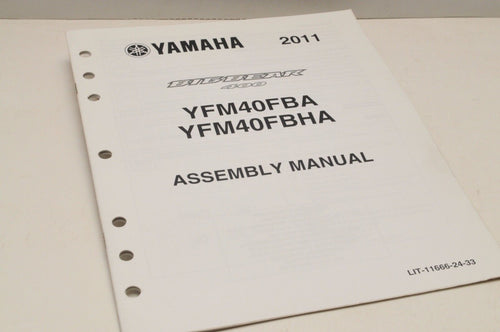 YAMAHA 2011
BIG BEAR
400
YFM40FBA
YFM40FBHA
ASSEMBLY MANUAL
LIT-11666-24-33